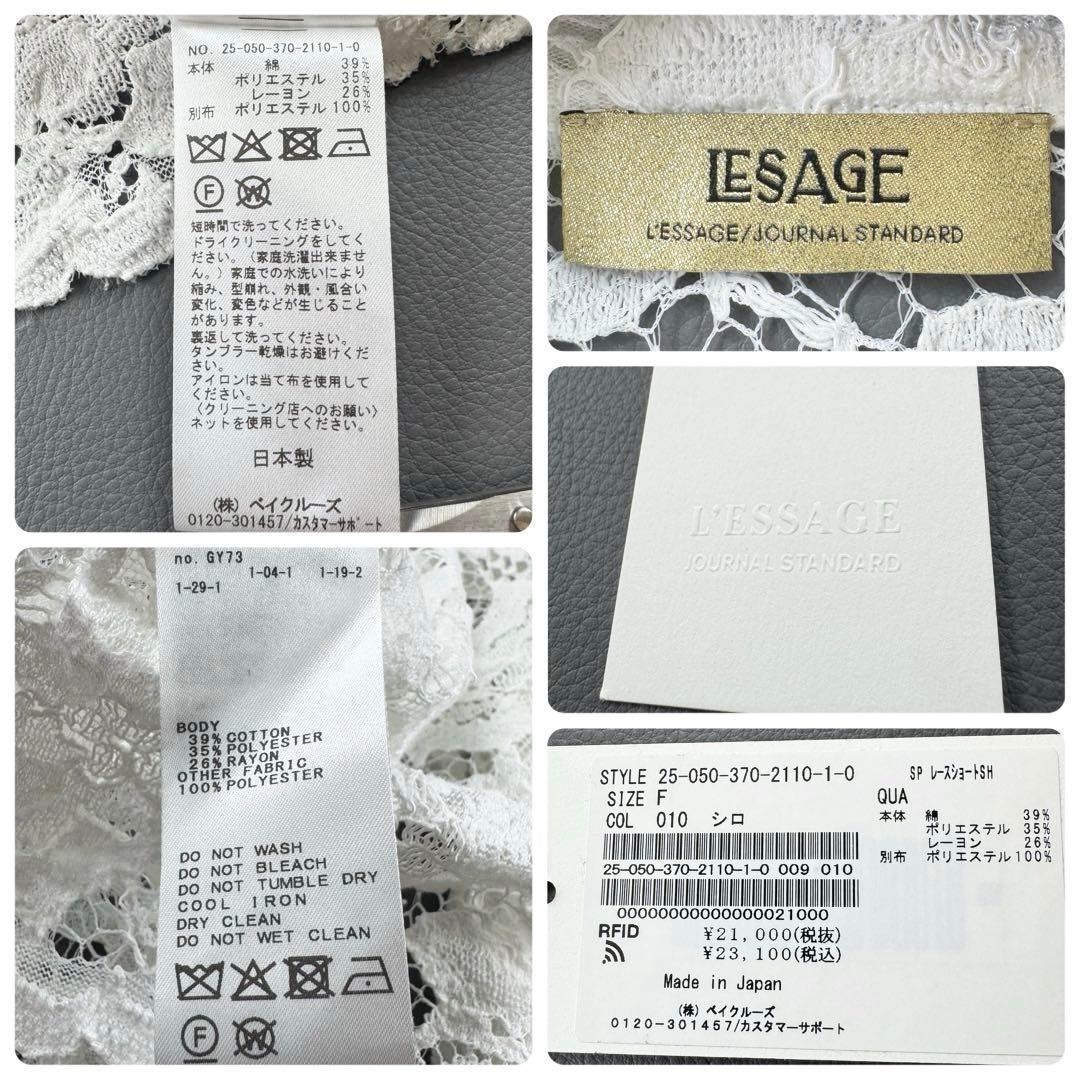 NO. 25-050-370-2110-1-0
本体 綿 39%
ポリエステル 35%
レーヨン 26%
別布 ポリエステル 100%
F W
短時間で洗ってください。
ドライクリーニングをしてく
ださい。（家庭洗濯出来ませ
ん。）家庭での水洗いにより
縮み、型崩れ、外観・風合い
変化、変色などが生じること
があります。
裏返して洗ってください。
タンブラー乾燥はお避けくだ
さい。
アイロンは当て布を使用して
ください。
〈クリーニング店へのお願い〉
ネットを使用してください。
日本製
(株) ベイクルーズ
0120-301457/カスタマーサポート
L'ESSAGE
L'ESSAGE/JOURNAL STANDARD
L'ESSAGE
JOURNAL STANDARD
no. GY73
1-04-1 1-19-2
1-29-1
BODY
39% COTTON
35% POLYESTER
26% RAYON
OTHER FABRIC
100% POLYESTER
DO NOT WASH
DO NOT BLEACH
DO NOT TUMBLE DRY
COOL IRON
DRY CLEAN
DO NOT WET CLEAN
F W
STYLE 25-050-370-2110-1-0 SP レースショートSH
SIZE F QUA
COL 010 シロ
本体 綿 39%
ポリエステル 35%
レーヨン 26%
別布 ポリエステル 100%
25-050-370-2110-1-0 009 010
00000000000000021000
RFID
¥21,000(税抜)
¥23,100(税込)
Made in Japan
(株) ベイクルーズ
0120-301457/カスタマーサポート